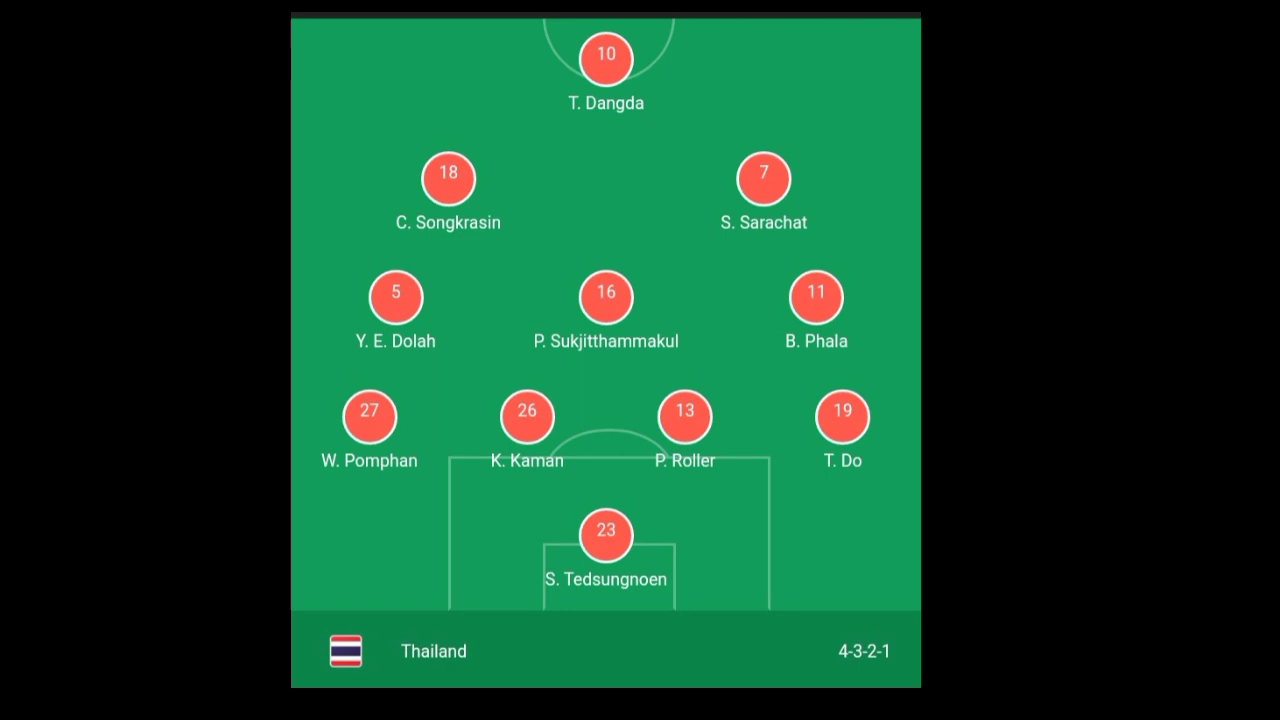 10
T. Dangda
18
7
C. Songkrasin
S. Sarachat
5
16
11
Y. E. Dolah
P. Sukjitthammakul
B. Phala
27
26
13
19
W. Pomphan
K. Kaman
P. Roller
T. Do
23
S. Tedsungnoen
Thailand
4-3-2-1